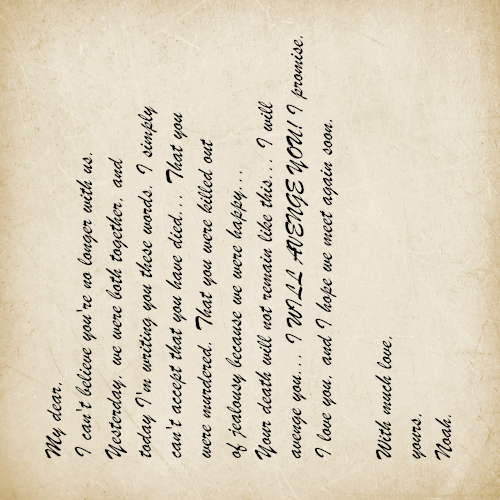 My dear,
I can't believe you're no longer with us.
Yesterday, we were both together, and
today I'm writing you these words. I simply
can't accept that you have died... That you
were murdered. That you were killed out
of jealousy because we were happy...
Your death will not remain like this... I will
avenge you... I WILL AVENGE YOU! I promise.
I love you, and I hope we meet again soon.
With much love,
yours,
Noah.